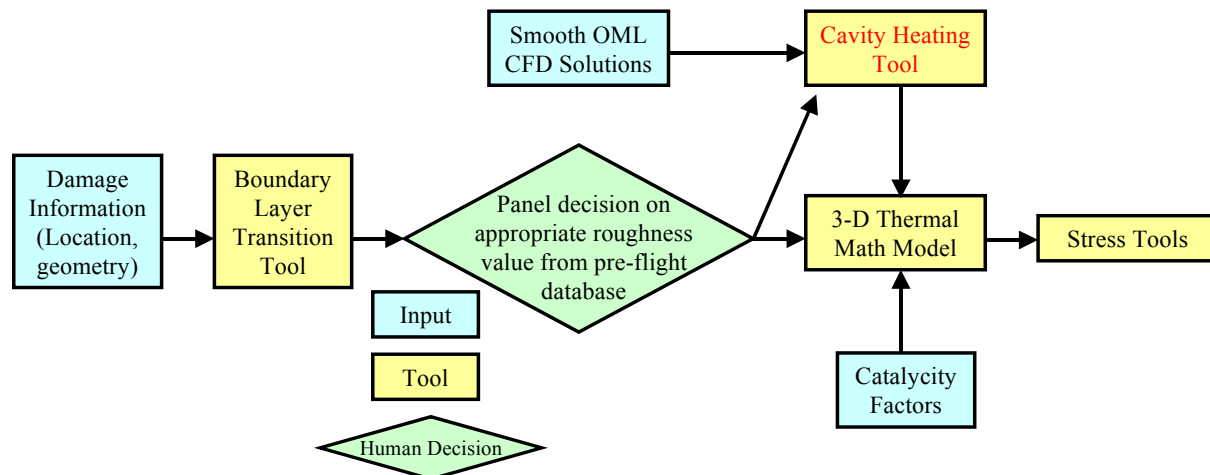 Smooth OML
CFD Solutions
Cavity Heating
Tool
Damage
Information
(Location,
geometry)
Boundary
Layer
Transition
Tool
Panel decision on
appropriate roughness
value from pre-flight
database
3-D Thermal
Math Model
Stress Tools
Input
Tool
Human Decision
Catalycity
Factors